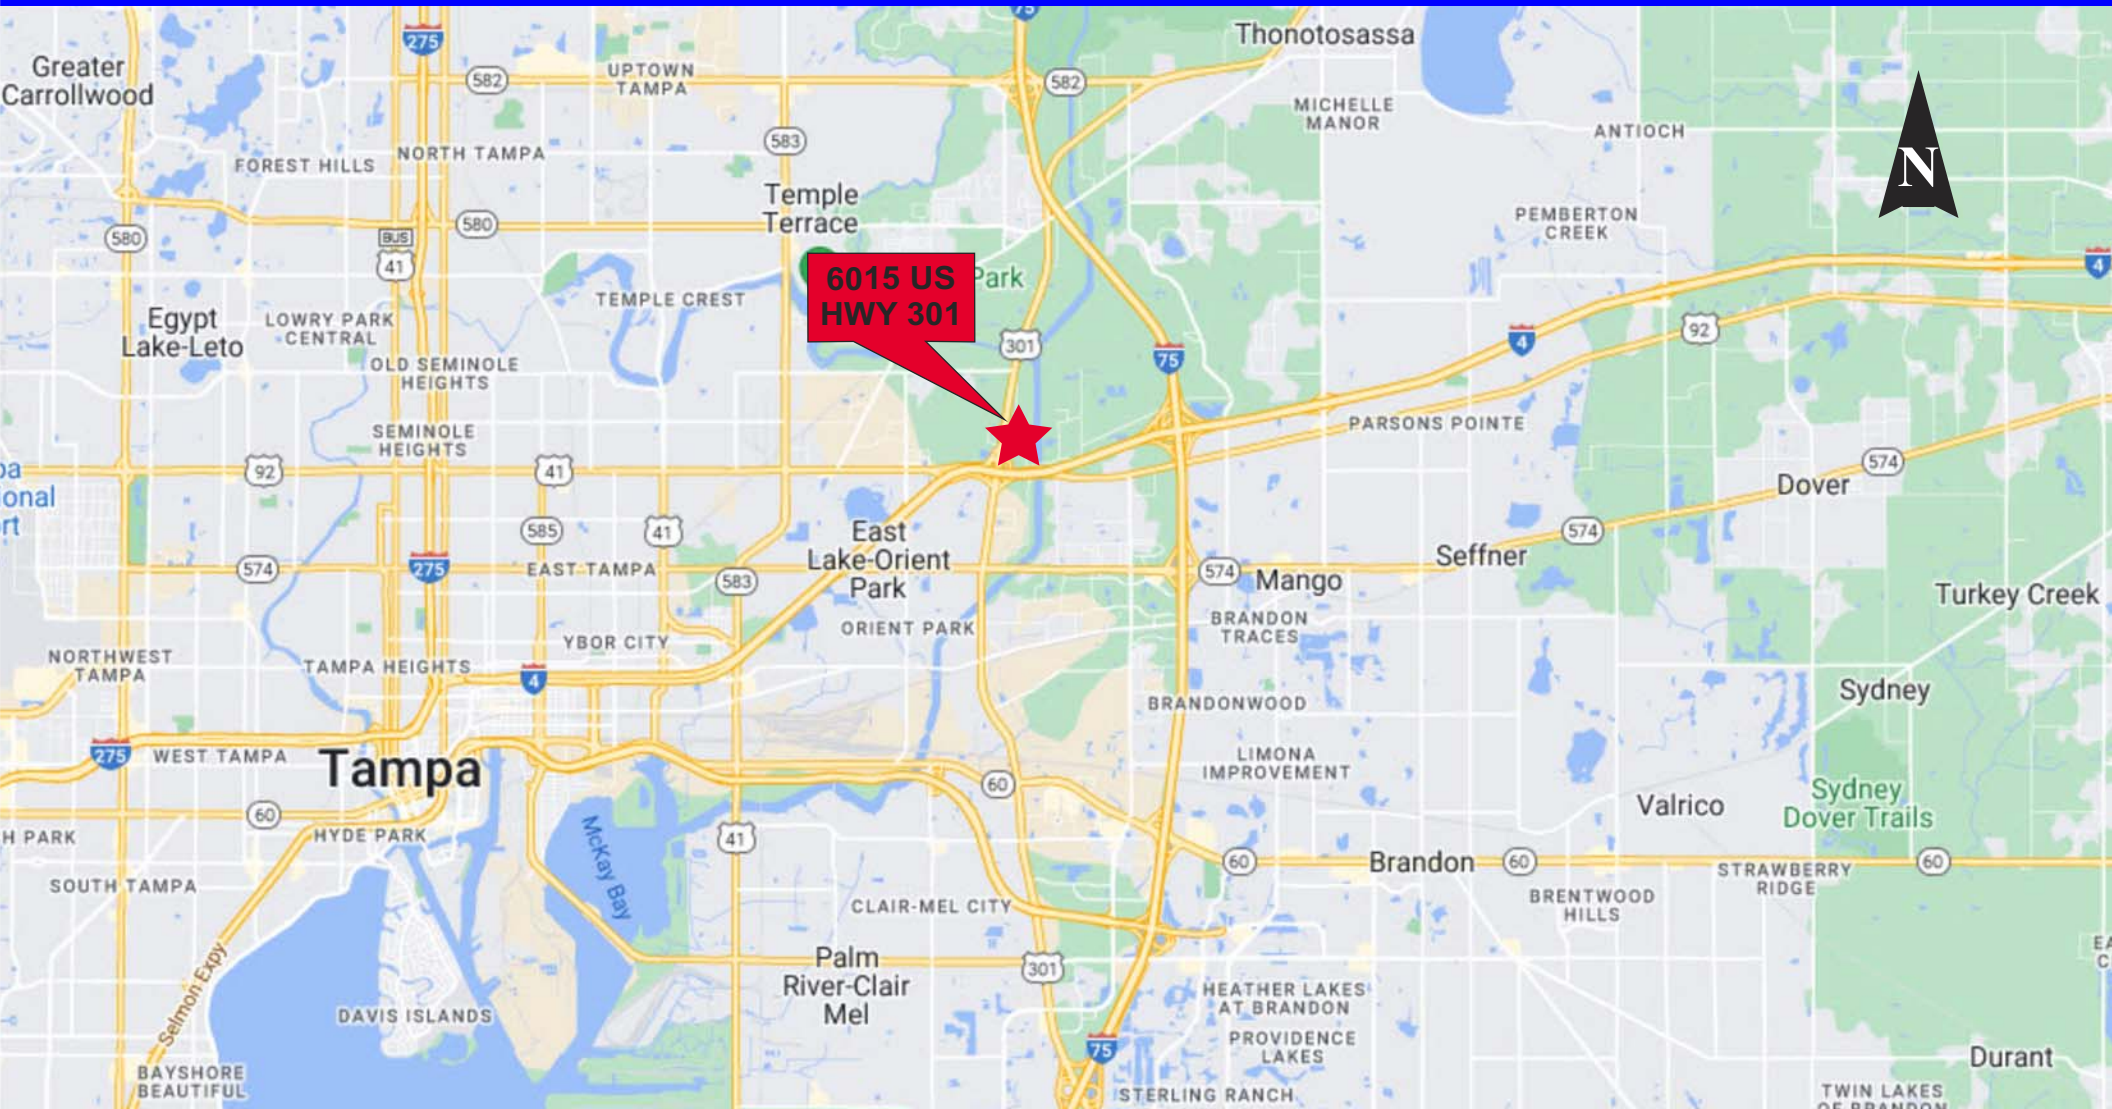 75
275
Thonotosassa
Greater
Carrollwood
582
UPTOWN
TAMPA
582
MICHELLE
MANOR
ANTIOCH
583
N
FOREST HILLS
NORTH TAMPA
Temple
Terrace
580
BUS
41
580
PEMBERTON
CREEK
4
6015 US
HWY 301
Park
TEMPLE CREST
Egypt
Lake-Leto
LOWRY PARK
CENTRAL
301
75
4
92
OLD SEMINOLE
HEIGHTS
PARSONS POINTE
SEMINOLE
HEIGHTS
92
41
574
Dover
585
41
East
Lake-Orient
Park
574
Seffner
574
275
EAST TAMPA
583
574
Mango
Turkey Creek
BRANDON
TRACES
ORIENT PARK
YBOR CITY
NORTHWEST
TAMPA
TAMPA HEIGHTS
4
Sydney
BRANDONWOOD
275
WEST TAMPA
Tampa
LIMONA
IMPROVEMENT
60
Sydney
Dover Trails
Valrico
60
H PARK
HYDE PARK
McKay Bay
41
60
Brandon
60
STRAWBERRY
RIDGE
60
SOUTH TAMPA
CLAIR-MEL CITY
BRENTWOOD
HILLS
Palm
River-Clair
Mel
301
Selmon Expy
DAVIS ISLANDS
HEATHER LAKES
AT BRANDON
PROVIDENCE
LAKES
75
Durant
BAYSHORE
BEAUTIFUL
STERLING RANCH
TWIN LAKES
OF BRANDON